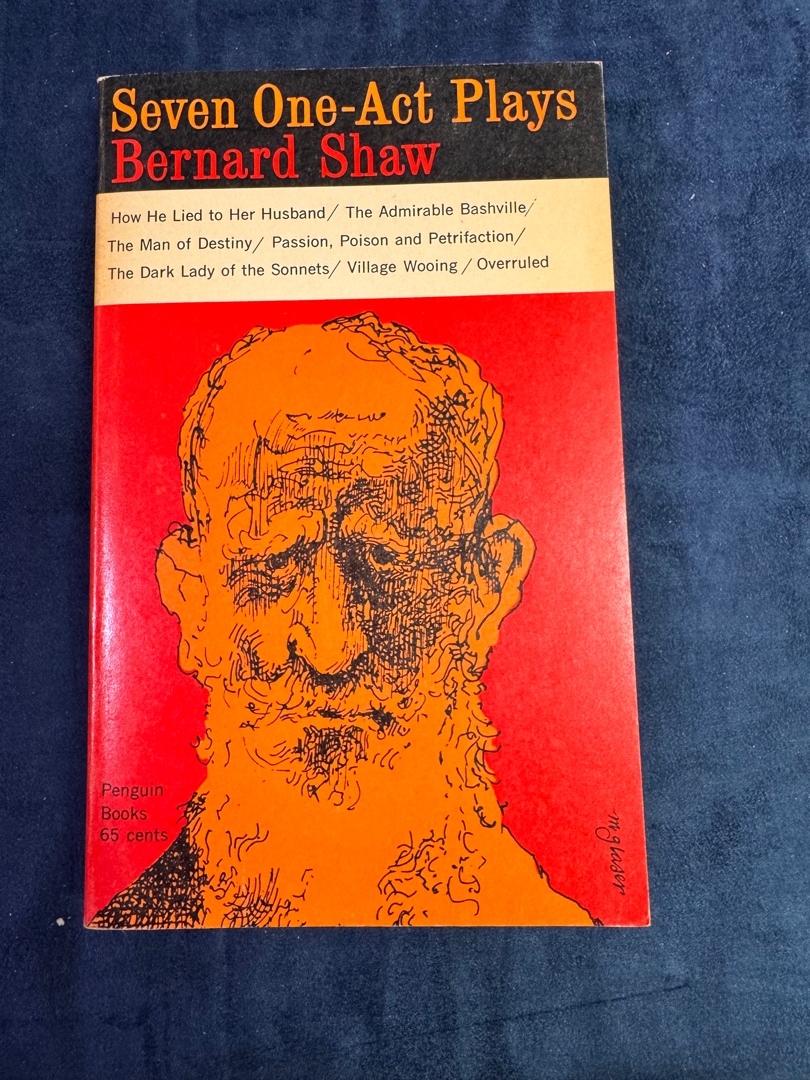 Seven One-Act Plays
Bernard Shaw
How He Lied to Her Husband/ The Admirable Bashville/
The Man of Destiny/ Passion, Poison and Petrifaction/
The Dark Lady of the Sonnets/ Village Wooing / Overruled
Penguin
Books
65 cents
m glaser